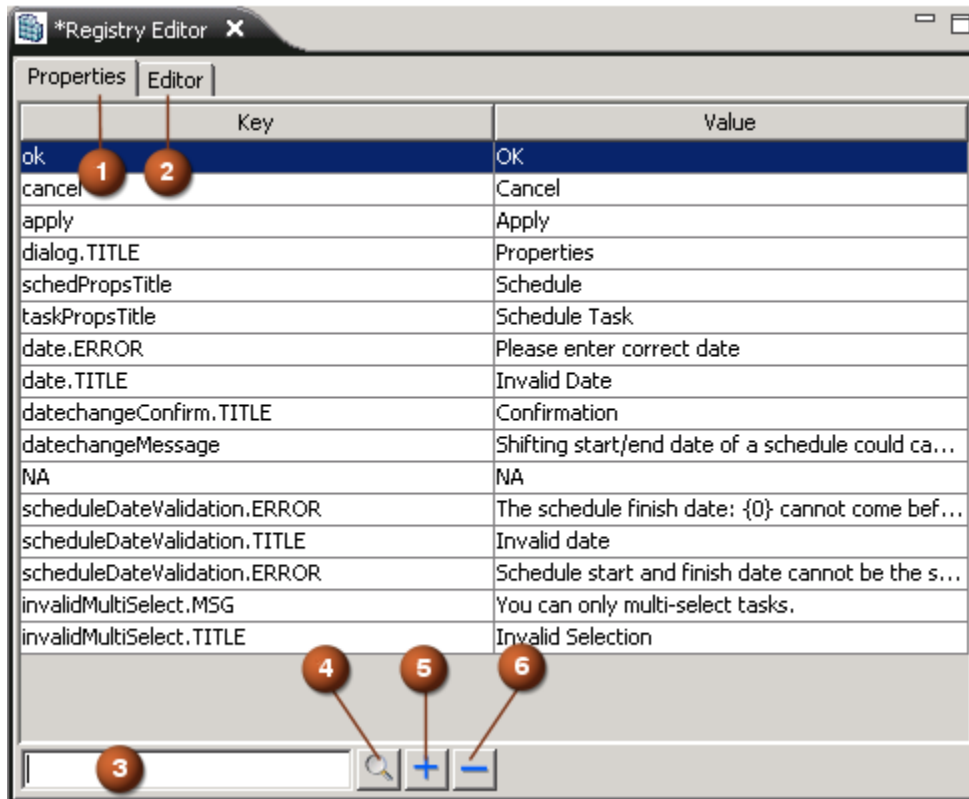 *Registry Editor X
Properties Editor
Key Value
1 2
ok OK
cancel Cancel
apply Apply
dialog.TITLE Properties
schedPropsTitle Schedule
taskPropsTitle Schedule Task
date.ERROR Please enter correct date
date.TITLE Invalid Date
datechangeConfirm.TITLE Confirmation
datechangeMessage Shifting start/end date of a schedule could ca...
NA NA
scheduleDateValidation.ERROR The schedule finish date: {0} cannot come bef...
scheduleDateValidation.TITLE Invalid date
scheduleDateValidation.ERROR Schedule start and finish date cannot be the s...
invalidMultiSelect.MSG You can only multi-select tasks.
invalidMultiSelect.TITLE Invalid Selection
4 5 6
3